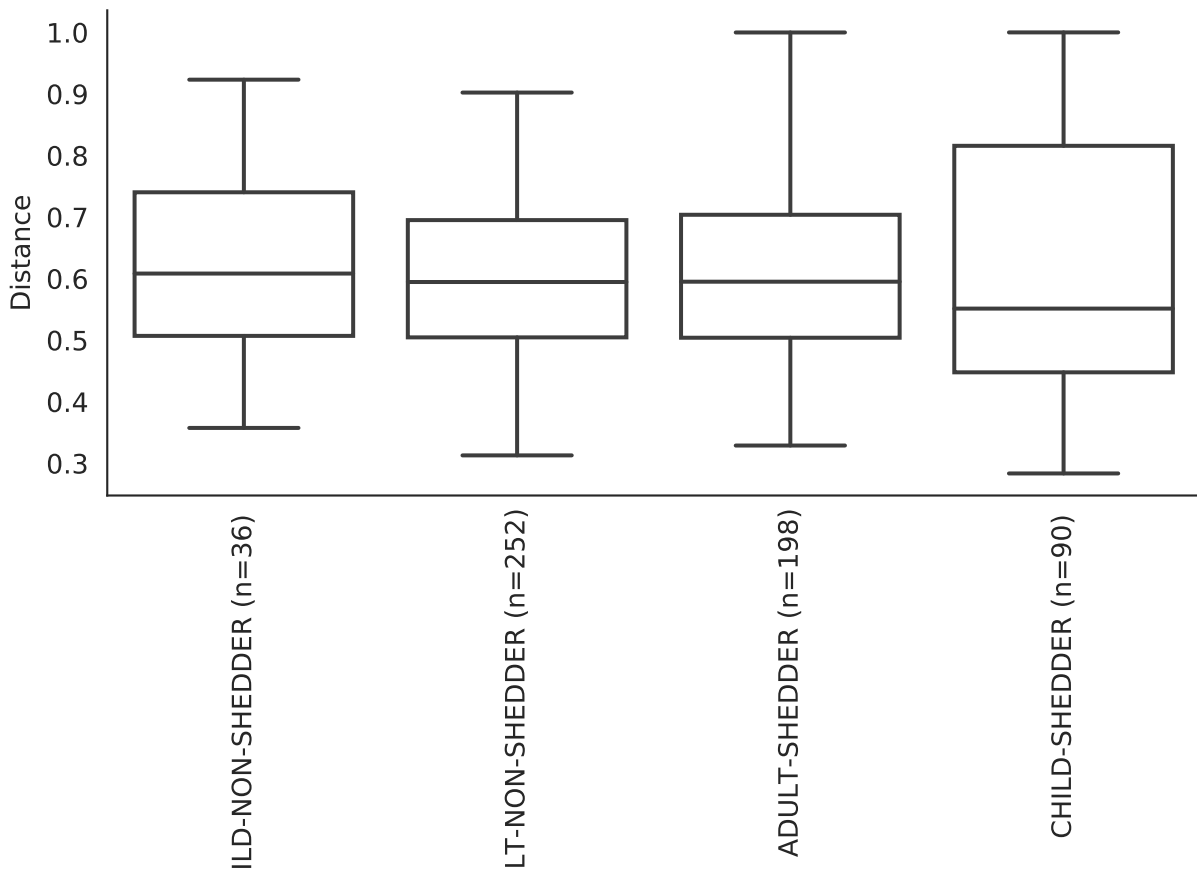 1.0
0.9
0.8
0.7
0.6
0.5
0.4
0.3
Distance
ILD-NON-SHEDDER (n=36)
LT-NON-SHEDDER (n=252)
ADULT-SHEDDER (n=198)
CHILD-SHEDDER (n=90)